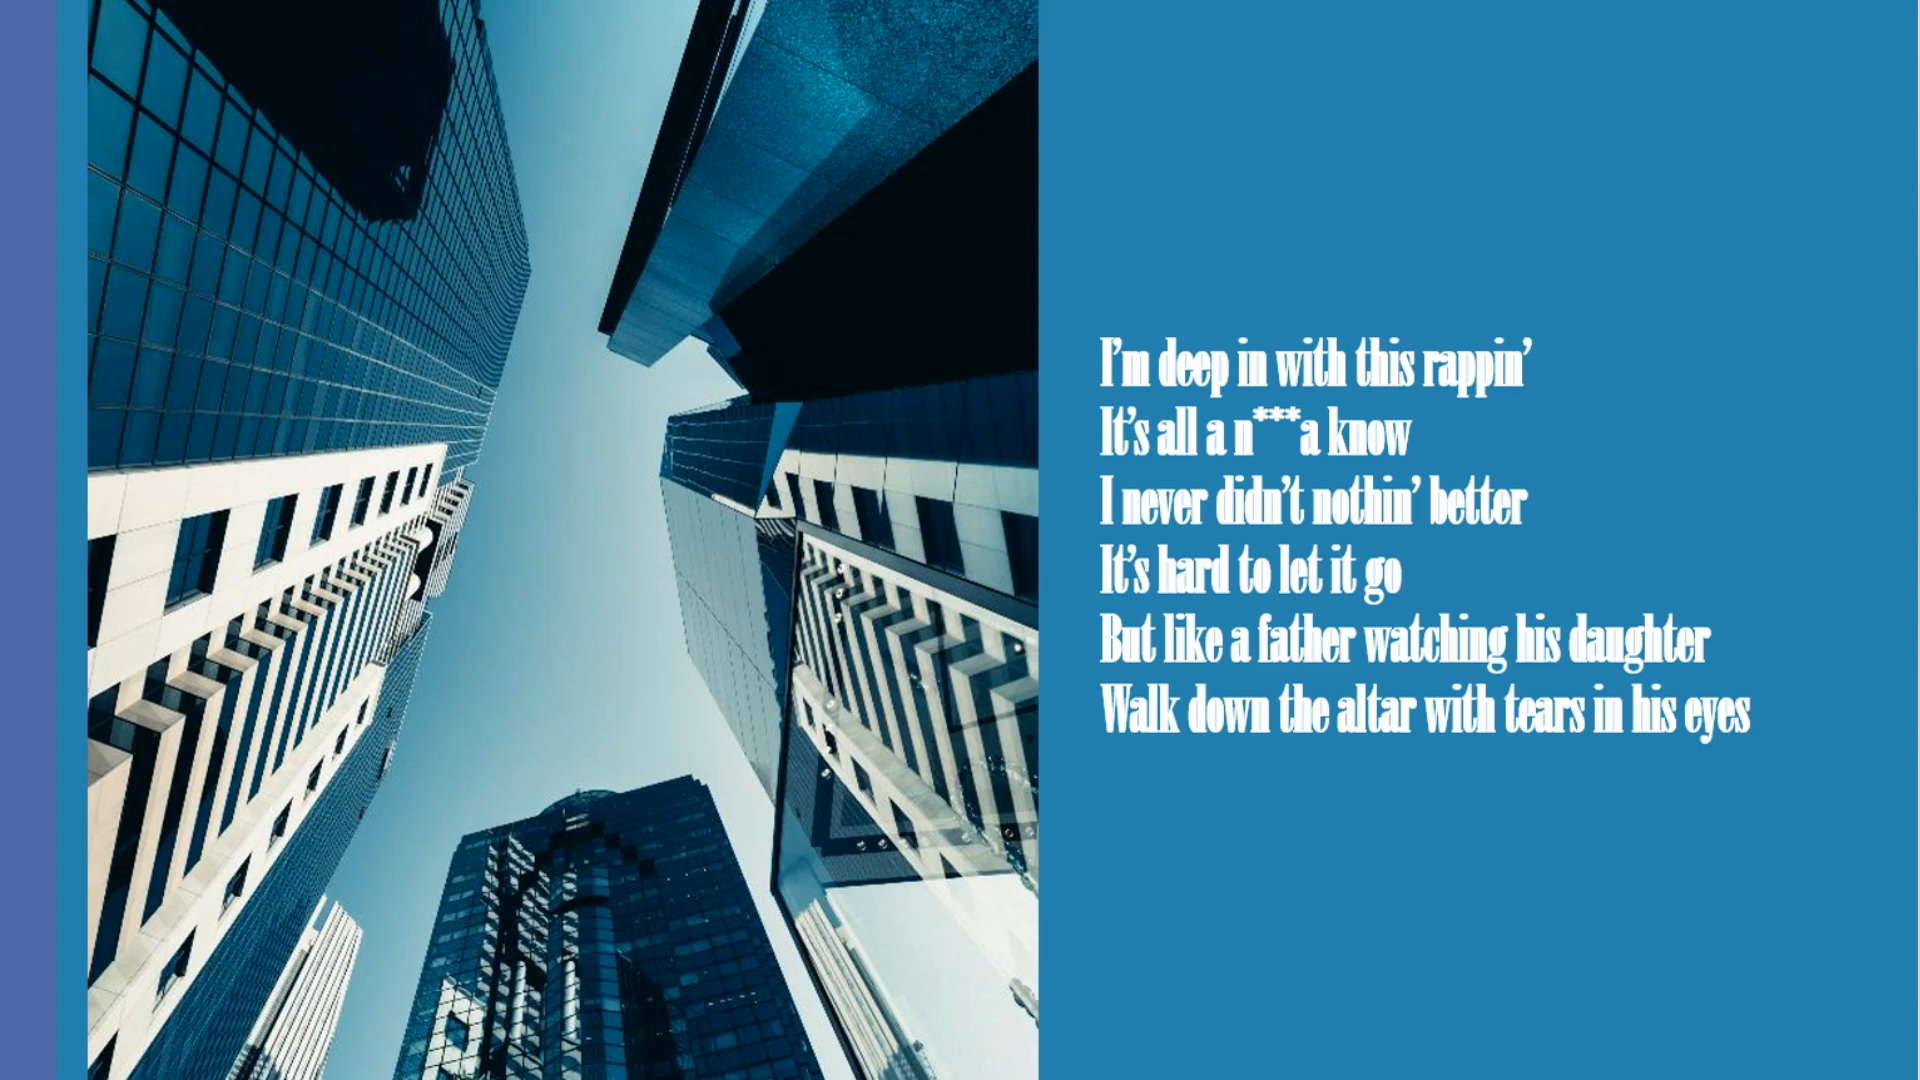 I’m deep in with this rappin’
It’s all a n***a know
I never didn’t nothin’ better
It’s hard to let it go
But like a father watching his daughter
Walk down the altar with tears in his eyes